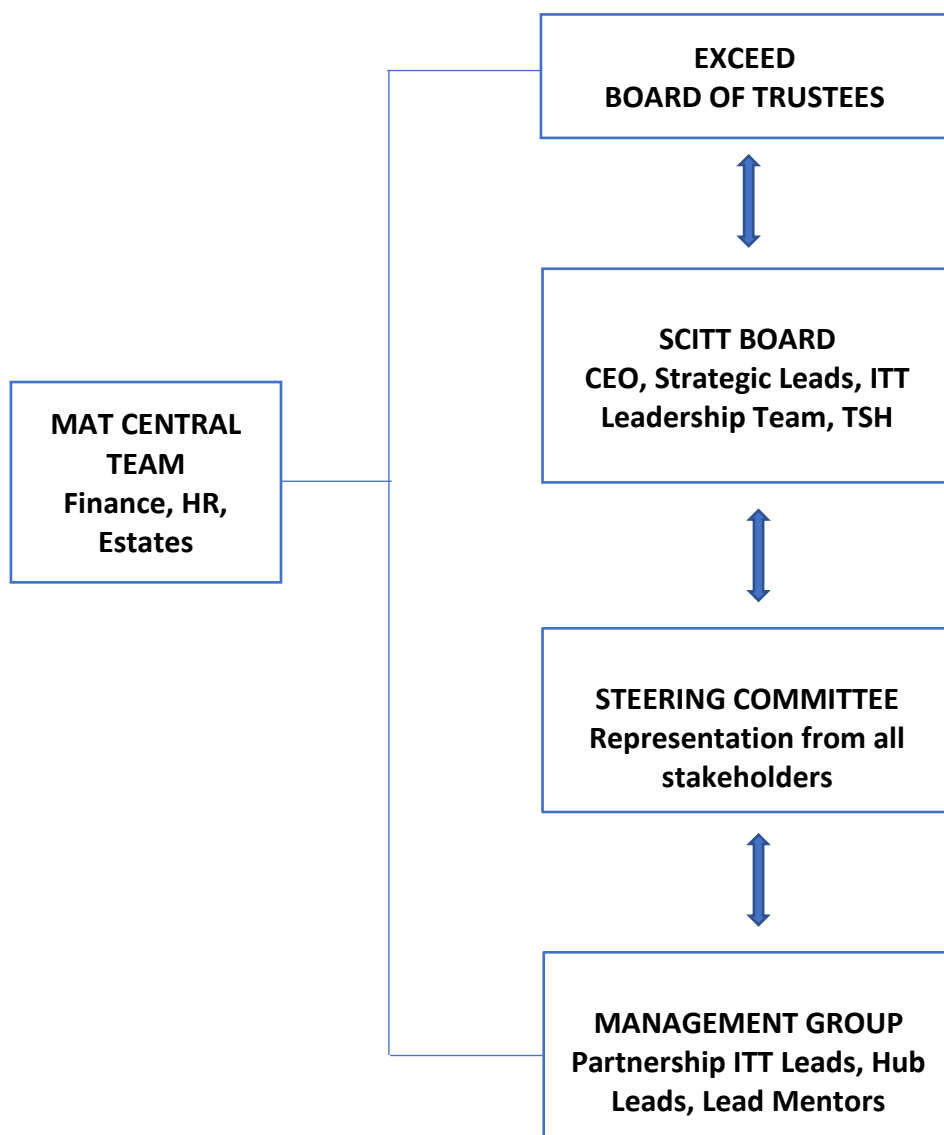 EXCEED
BOARD OF TRUSTEES
SCITT BOARD
CEO, Strategic Leads, ITT
Leadership Team, TSH
MAT CENTRAL
TEAM
Finance, HR,
Estates
STEERING COMMITTEE
Representation from all
stakeholders
MANAGEMENT GROUP
Partnership ITT Leads, Hub
Leads, Lead Mentors